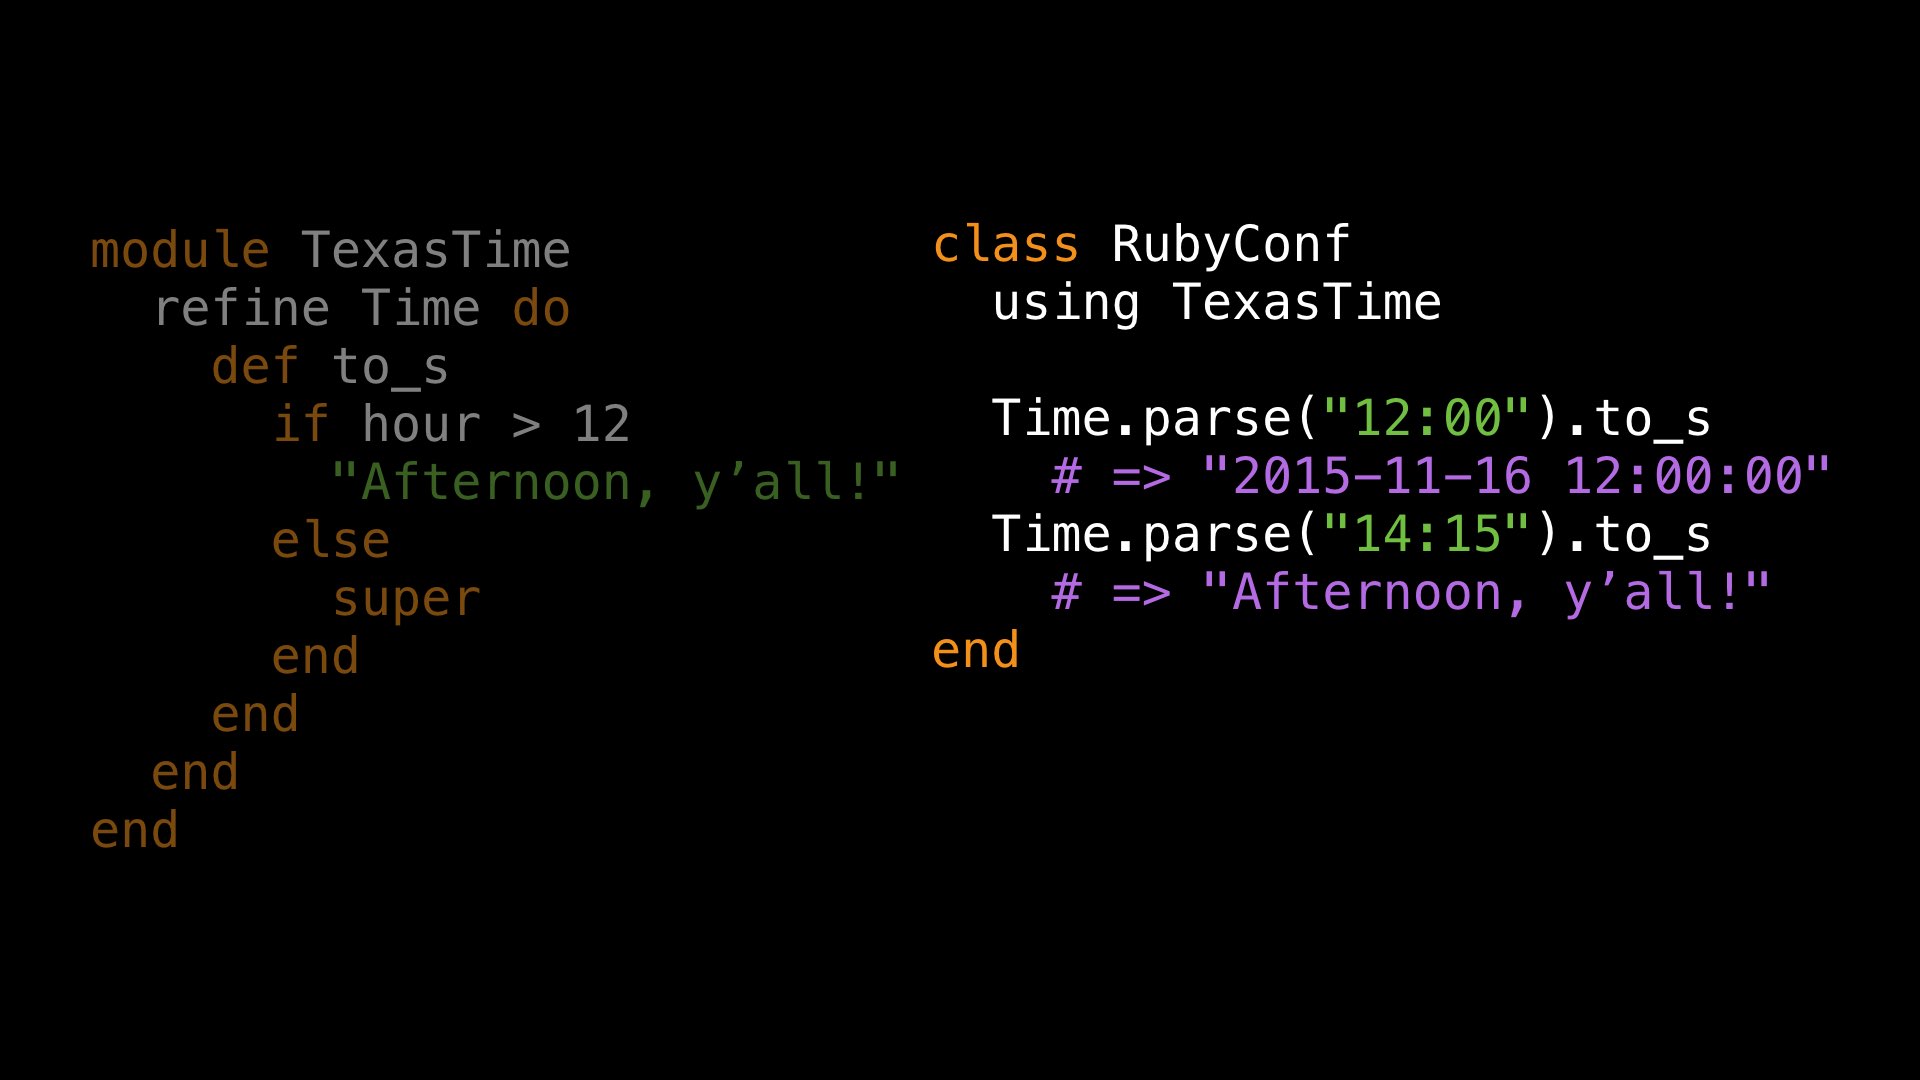 module TexasTime
  refine Time do
    def to_s
      if hour > 12
        "Afternoon, y’all!"
      else
        super
      end
    end
  end
end
class RubyConf
  using TexasTime

  Time.parse("12:00").to_s
    # => "2015–11–16 12:00:00"
  Time.parse("14:15").to_s
    # => "Afternoon, y’all!"
end